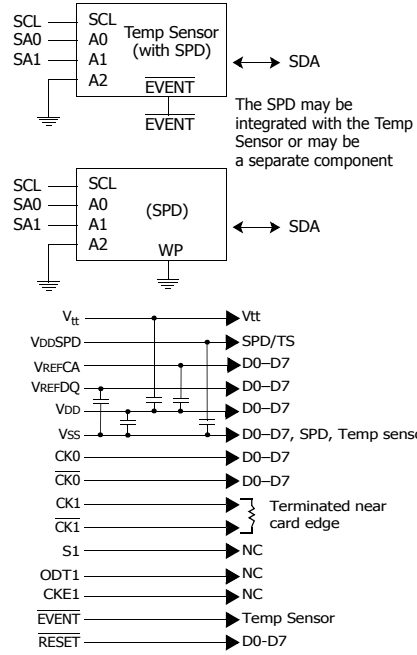 SCL SCL Temp Sensor
SA0 A0 (with SPD)
SA1 A1 SDA
A2 EVENT
EVENT
The SPD may be
integrated with the Temp
Sensor or may be
a separate component
SCL SCL
SA0 A0 (SPD)
SA1 A1 SDA
A2 WP
Vtt Vtt
VDDSPD SPD/TS
VREFCA D0–D7
VREFDQ D0–D7
VDD D0–D7
VSS D0–D7, SPD, Temp senso
CK0 D0–D7
CK0 D0–D7
CK1 Terminated near
CK1 card edge
S1 NC
ODT1 NC
CKE1 NC
EVENT Temp Sensor
RESET D0-D7